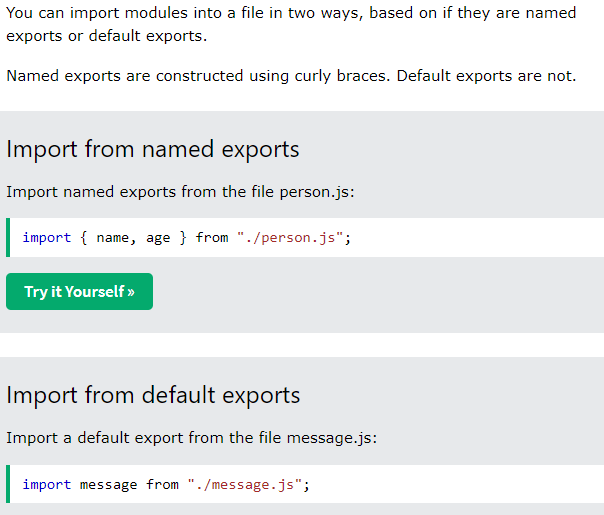 You can import modules into a file in two ways, based on if they are named
exports or default exports.
Named exports are constructed using curly braces. Default exports are not.
Import from named exports
Import named exports from the file person.js:
import { name, age } from "./person.js";
Try it Yourself »
Import from default exports
Import a default export from the file message.js:
import message from "./message.js";